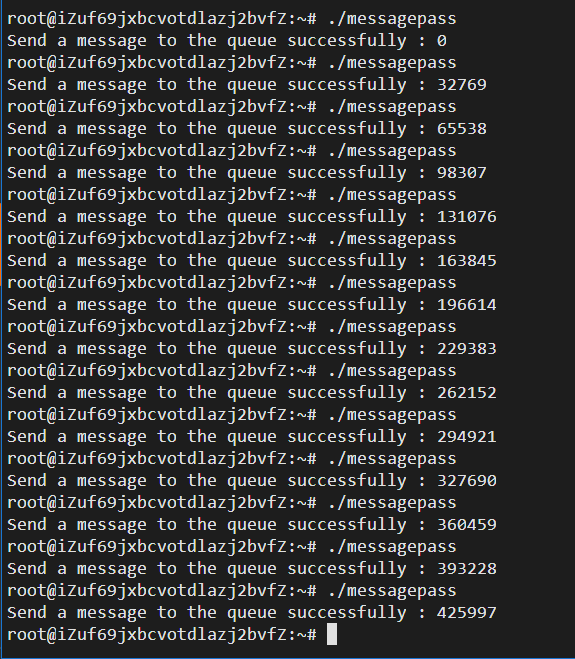 root@iZuf69jxbcvotdlazj2bvfZ:~# ./messagepass
Send a message to the queue successfully : 0
root@iZuf69jxbcvotdlazj2bvfZ:~# ./messagepass
Send a message to the queue successfully : 32769
root@iZuf69jxbcvotdlazj2bvfZ:~# ./messagepass
Send a message to the queue successfully : 65538
root@iZuf69jxbcvotdlazj2bvfZ:~# ./messagepass
Send a message to the queue successfully : 98307
root@iZuf69jxbcvotdlazj2bvfZ:~# ./messagepass
Send a message to the queue successfully : 131076
root@iZuf69jxbcvotdlazj2bvfZ:~# ./messagepass
Send a message to the queue successfully : 163845
root@iZuf69jxbcvotdlazj2bvfZ:~# ./messagepass
Send a message to the queue successfully : 196614
root@iZuf69jxbcvotdlazj2bvfZ:~# ./messagepass
Send a message to the queue successfully : 229383
root@iZuf69jxbcvotdlazj2bvfZ:~# ./messagepass
Send a message to the queue successfully : 262152
root@iZuf69jxbcvotdlazj2bvfZ:~# ./messagepass
Send a message to the queue successfully : 294921
root@iZuf69jxbcvotdlazj2bvfZ:~# ./messagepass
Send a message to the queue successfully : 327690
root@iZuf69jxbcvotdlazj2bvfZ:~# ./messagepass
Send a message to the queue successfully : 360459
root@iZuf69jxbcvotdlazj2bvfZ:~# ./messagepass
Send a message to the queue successfully : 393228
root@iZuf69jxbcvotdlazj2bvfZ:~# ./messagepass
Send a message to the queue successfully : 425997
root@iZuf69jxbcvotdlazj2bvfZ:~#